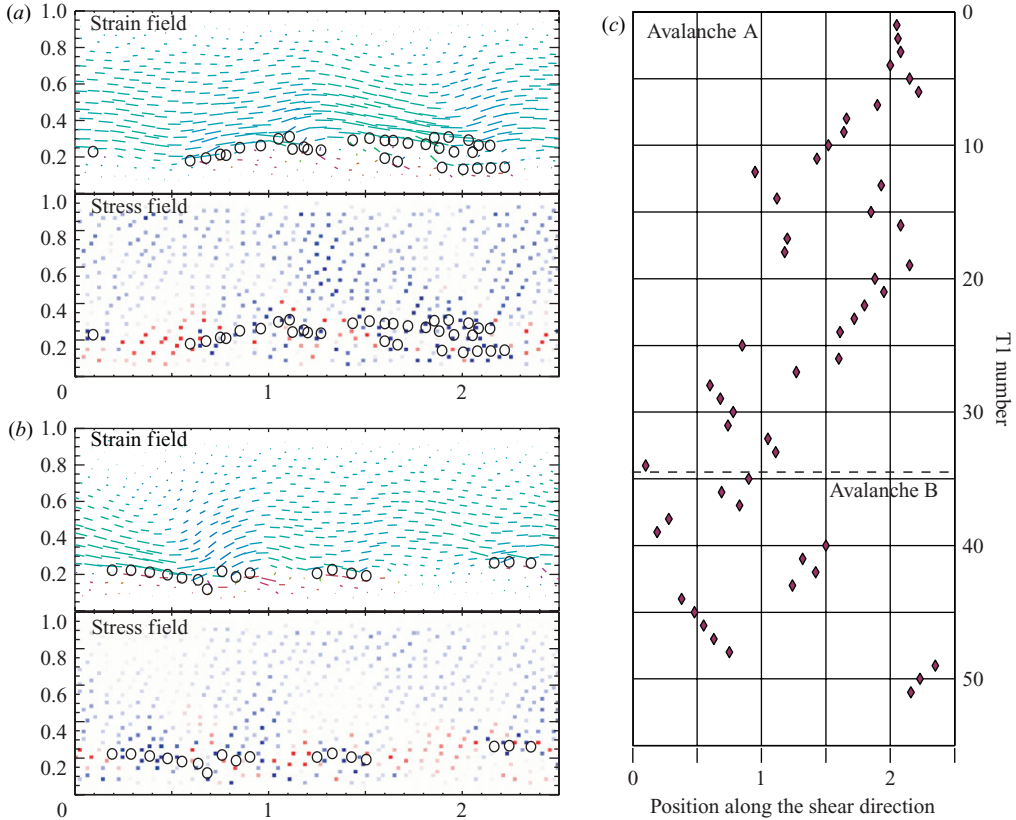 (a)
1.0
Strain field
0.8
0.6
0.4
0.2
1.0
Stress field
0.8
0.6
0.4
0.2
0 1 2
(b)
1.0
Strain field
0.8
0.6
0.4
0.2
1.0
Stress field
0.8
0.6
0.4
0.2
0 1 2
(c)
Avalanche A
0
10
20
30
40
50
T1 number
Avalanche B
0 1 2
Position along the shear direction